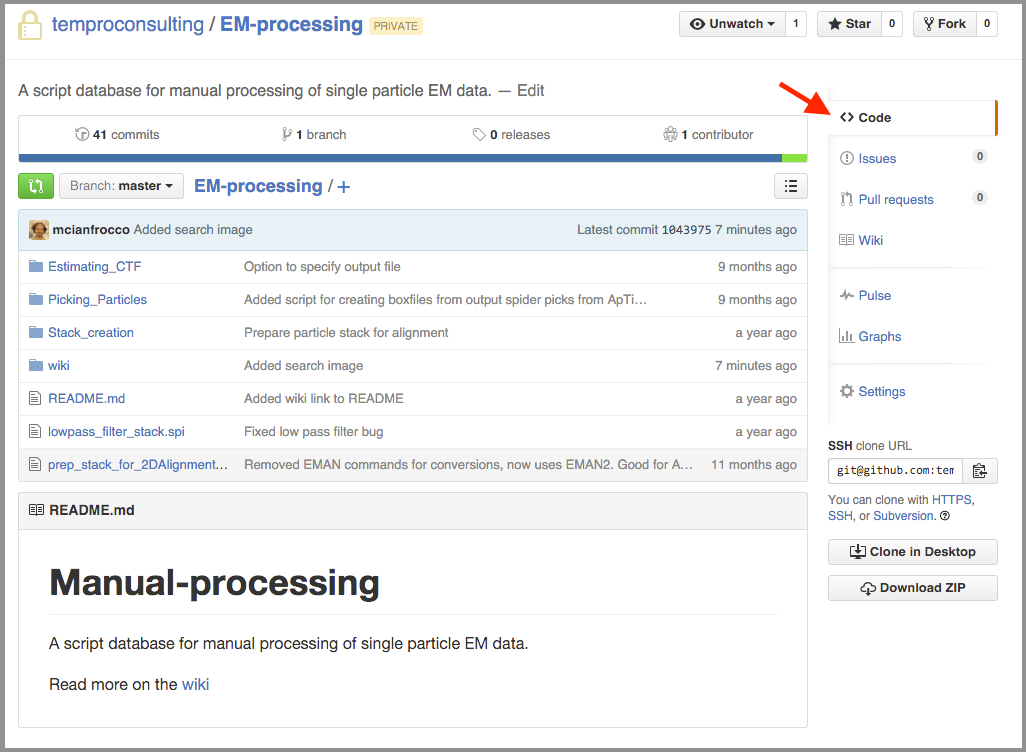 temproconsulting / EM-processing PRIVATE
Unwatch 1 Star 0 Fork 0
A script database for manual processing of single particle EM data. — Edit
41 commits 1 branch 0 releases 1 contributor
Branch: master EM-processing / +
mcianfrocco Added search image Latest commit 1043975 7 minutes ago
Estimating_CTF Option to specify output file 9 months ago
Picking_Particles Added script for creating boxfiles from output spider picks from ApTi… 9 months ago
Stack_creation Prepare particle stack for alignment a year ago
wiki Added search image 7 minutes ago
README.md Added wiki link to README a year ago
lowpass_filter_stack.spi Fixed low pass filter bug a year ago
prep_stack_for_2DAlignment… Removed EMAN commands for conversions, now uses EMAN2. Good for A… 11 months ago
README.md
Manual-processing
A script database for manual processing of single particle EM data.
Read more on the wiki
Code
Issues 0
Pull requests 0
Wiki
Pulse
Graphs
Settings
SSH clone URL
git@github.com:tem
You can clone with HTTPS,
SSH, or Subversion.
Clone in Desktop
Download ZIP